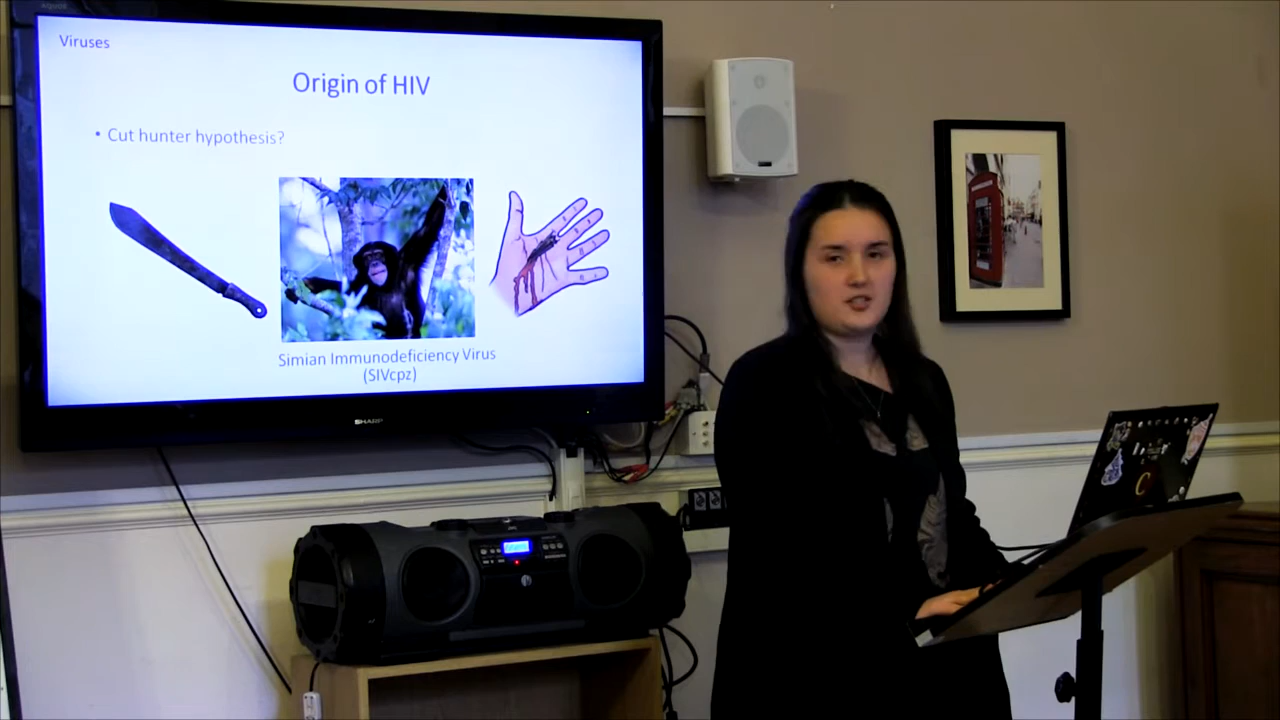 Viruses
Origin of HIV
• Cut hunter hypothesis?
Simian Immunodeficiency Virus
(SIVcpz)
SHARP